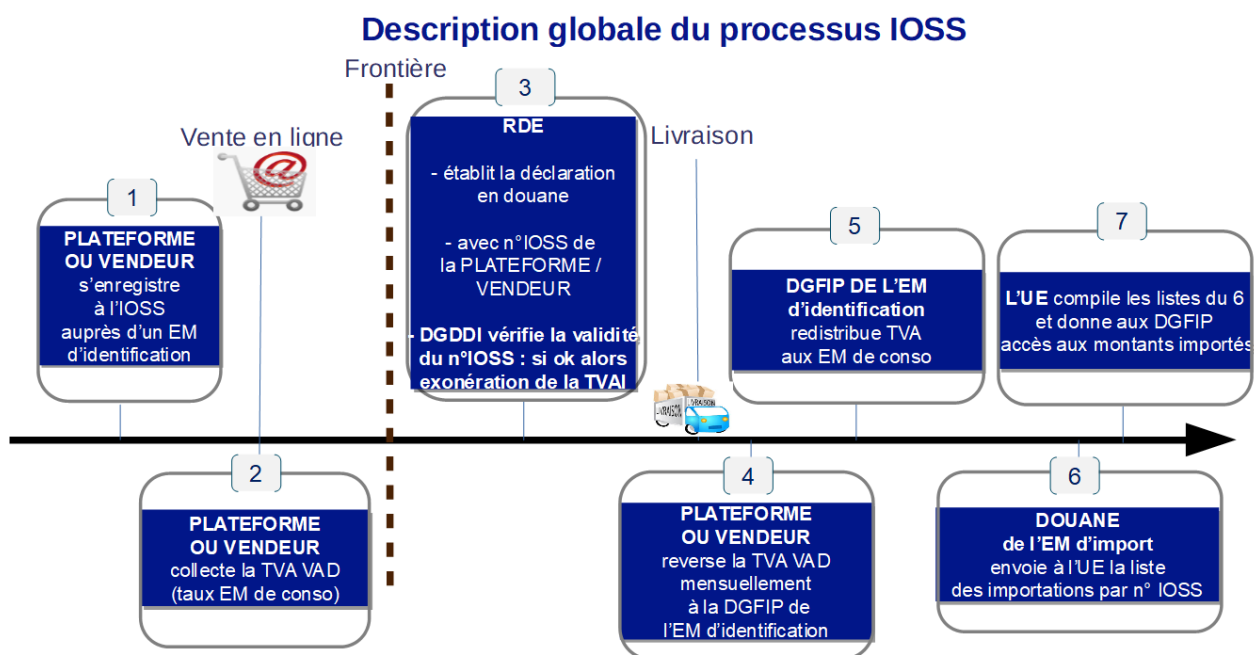 Description globale du processus IOSS
Frontière
Vente en ligne
Livraison
1
PLATEFORME
OU VENDEUR
s'enregistre
à l'IOSS
auprès d'un EM
d'identification
2
PLATEFORME
OU VENDEUR
collecte la TVA VAD
(taux EM de conso)
3
RDE
- établit la déclaration
en douane
- avec n°IOSS de
la PLATEFORME /
VENDEUR
- DGDDI vérifie la validité
du n°IOSS : si ok alors
exonération de la TVAI
LIVRAISON
4
PLATEFORME
OU VENDEUR
reverse la TVA VAD
mensuellement
à la DGFIP de
l'EM d'identification
5
DGFIP DE L'EM
d'identification
redistribue TVA
aux EM de conso
6
DOUANE
de l'EM d'import
envoie à l'UE la liste
des importations par n° IOSS
7
L'UE compile les listes du 6
et donne aux DGFIP
accès aux montants importés